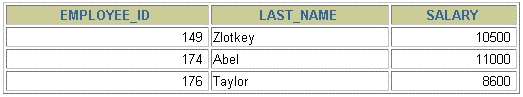 EMPLOYEE_ID LAST_NAME SALARY
149 Zlotkey 10500
174 Abel 11000
176 Taylor 8600